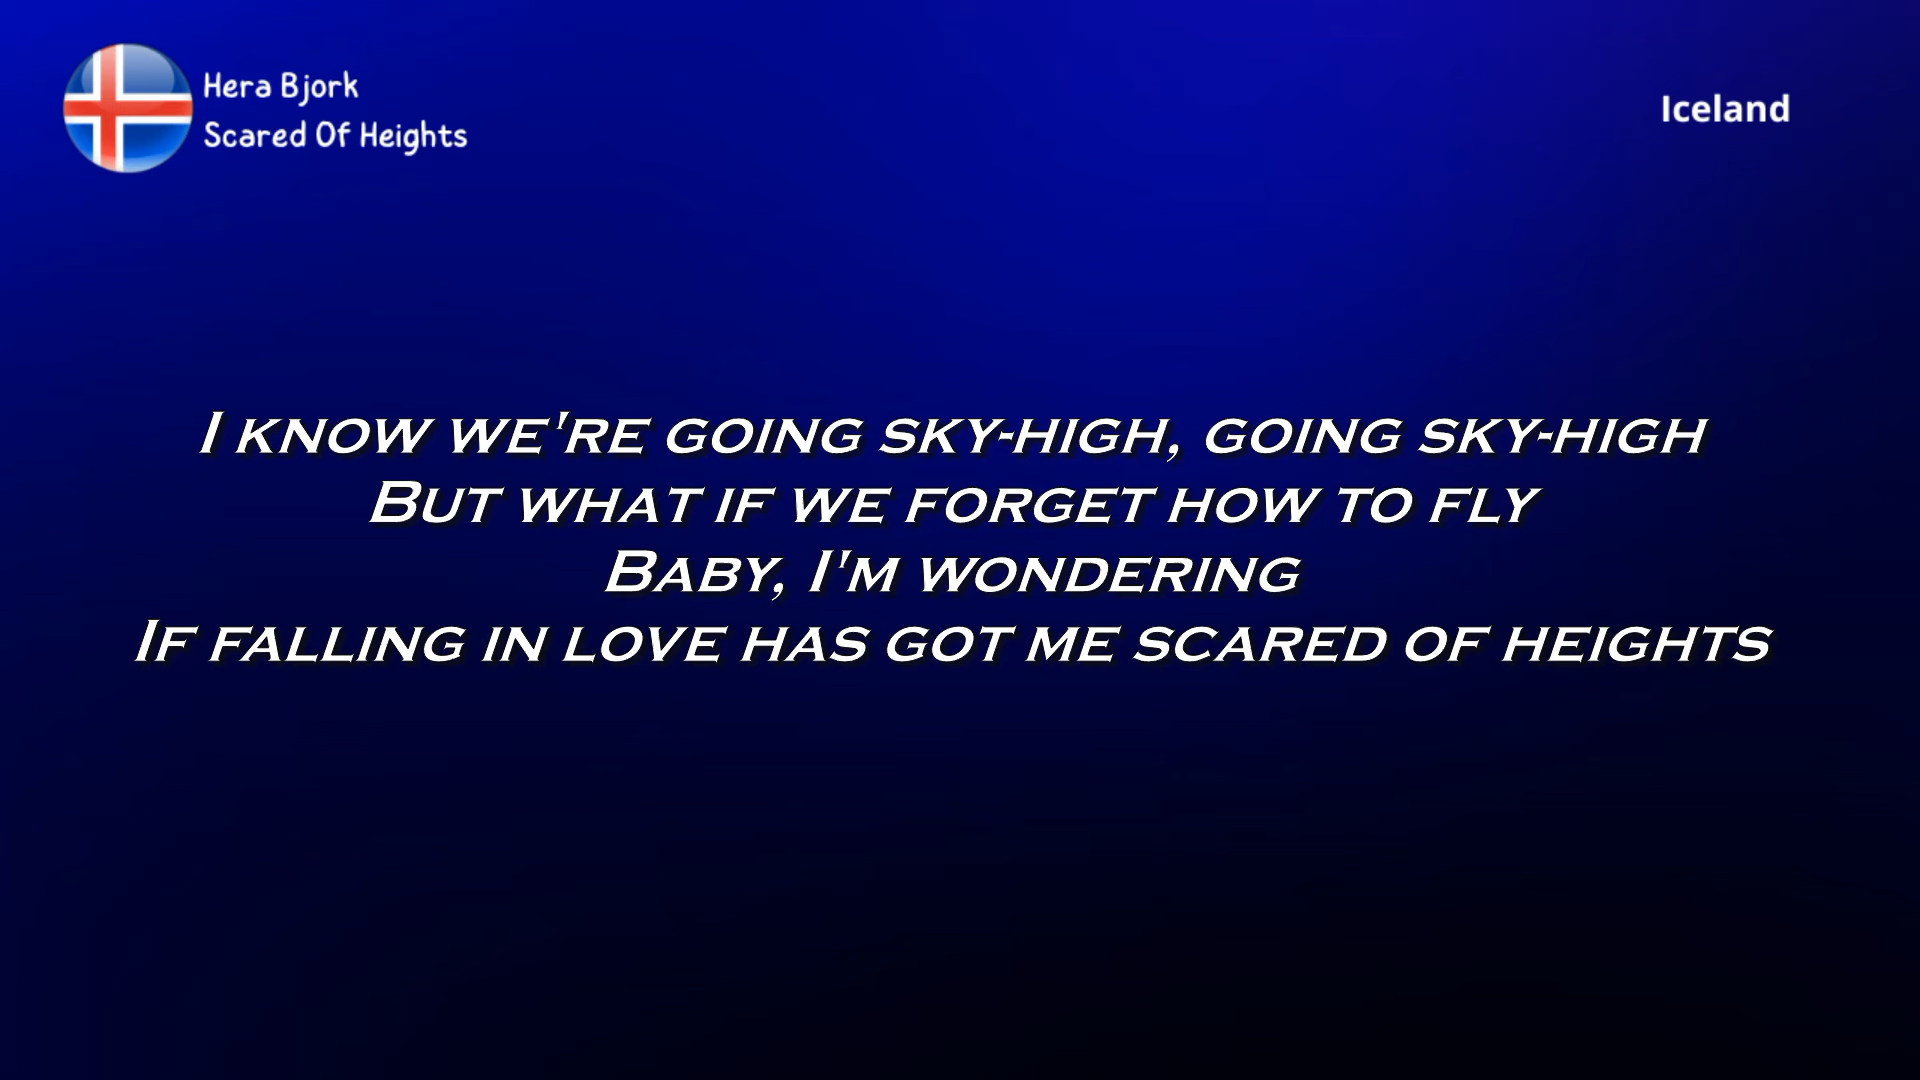 Hera Bjork
Scared Of Heights
Iceland
I KNOW WE'RE GOING SKY-HIGH, GOING SKY-HIGH
BUT WHAT IF WE FORGET HOW TO FLY
BABY, I'M WONDERING
IF FALLING IN LOVE HAS GOT ME SCARED OF HEIGHTS